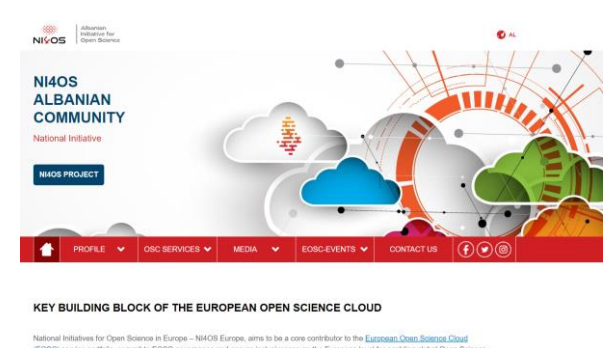 NI4OS
Albanian
Initiative for
Open Science
AL
NI4OS
ALBANIAN
COMMUNITY
National Initiative
NI4OS PROJECT
PROFILE
OSC SERVICES
MEDIA
EOSC-EVENTS
CONTACT US
KEY BUILDING BLOCK OF THE EUROPEAN OPEN SCIENCE CLOUD
National Initiatives for Open Science in Europe – NI4OS Europe, aims to be a core contributor to the European Open Science Cloud